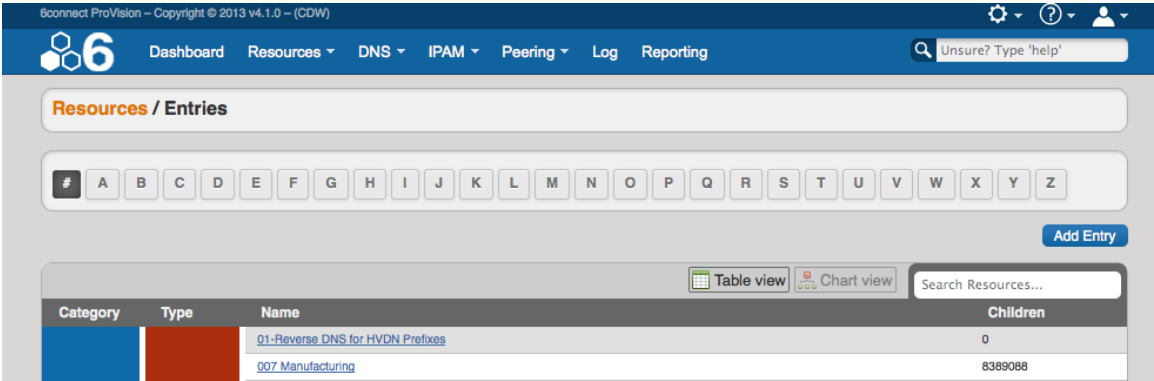 6connect ProVision – Copyright © 2013 v4.1.0 – (CDW)
6 Dashboard Resources DNS IPAM Peering Log Reporting Unsure? Type 'help'
Resources / Entries
# A B C D E F G H I J K L M N O P Q R S T U V W X Y Z
Add Entry
Table view Chart view Search Resources...
Category Type Name Children
01-Reverse DNS for HVDN Prefixes 0
007 Manufacturing 8389088